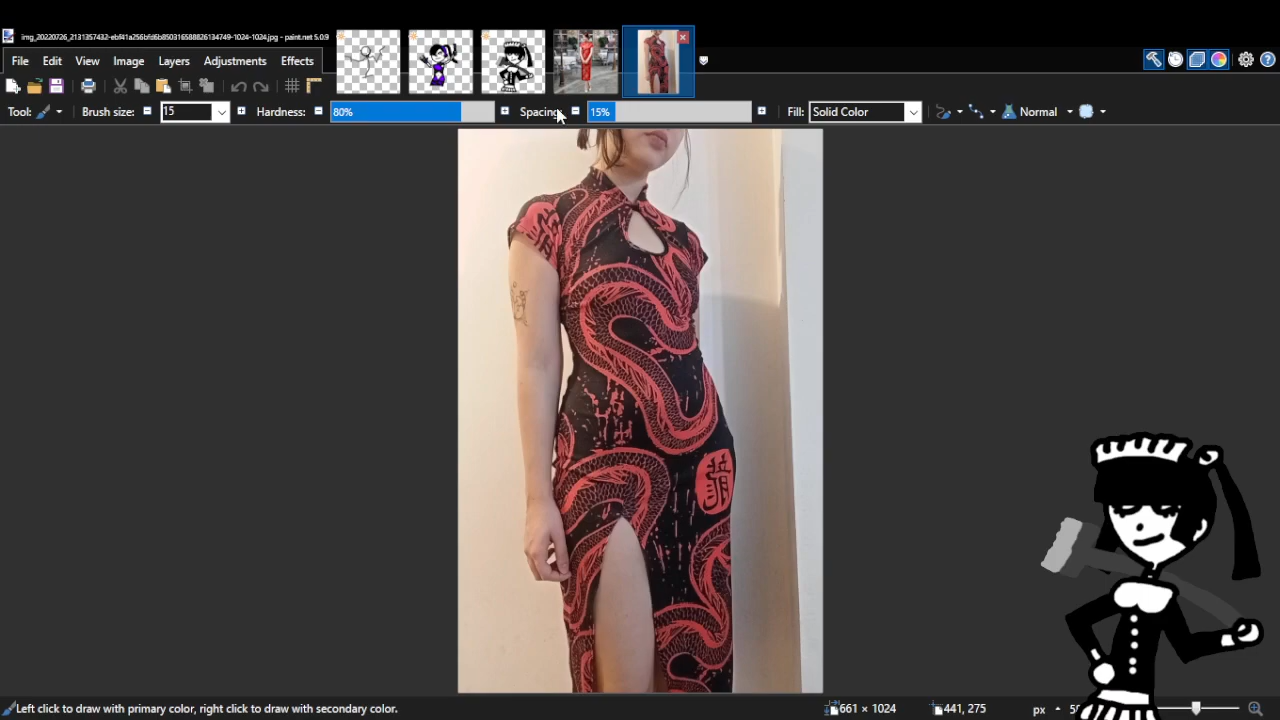 img_20220726_2131357432-ebf41a256bfd6b850316588826134749-1024-1024.jpg - paint.net 5.0.9
File Edit View Image Layers Adjustments Effects
Tool: Brush size: 15 Hardness: 80% Spacing: 15% Fill: Solid Color Normal
龍
Left click to draw with primary color, right click to draw with secondary color. 661 × 1024 441, 275 px